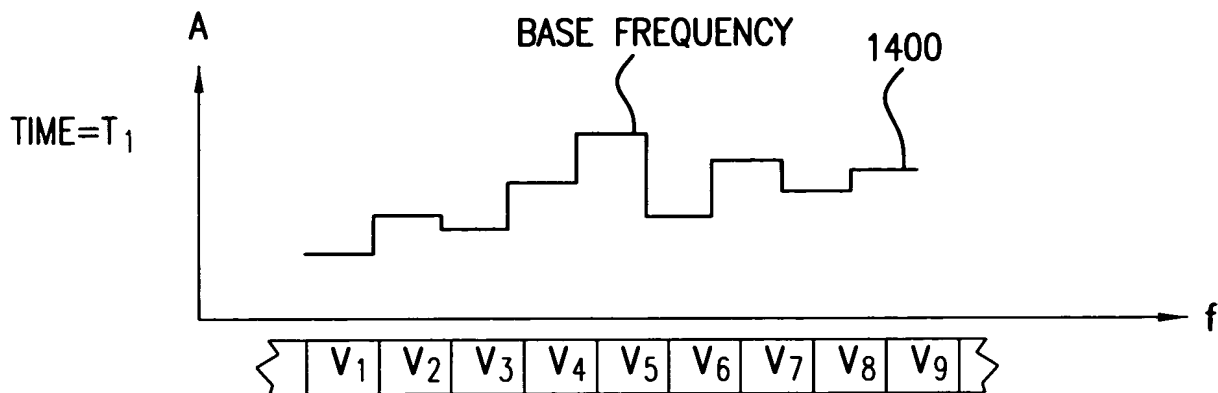 A
BASE FREQUENCY
1400
TIME=T1
f
V1 V2 V3 V4 V5 V6 V7 V8 V9